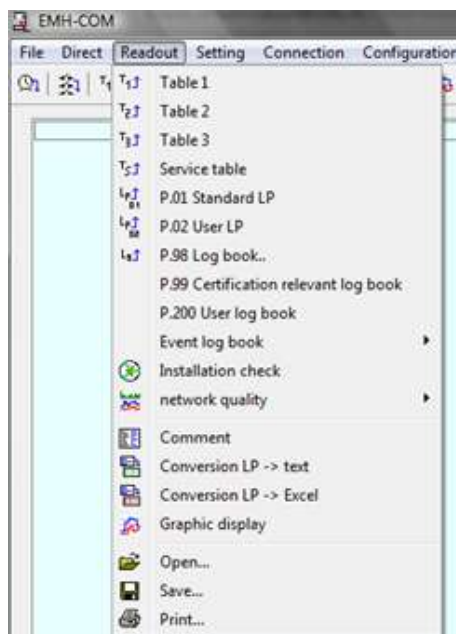 EMH-COM
File Direct Readout Setting Connection Configuration
Table 1
Table 2
Table 3
Service table
P.01 Standard LP
P.02 User LP
P.98 Log book..
P.99 Certification relevant log book
P.200 User log book
Event log book
Installation check
network quality
Comment
Conversion LP -> text
Conversion LP -> Excel
Graphic display
Open...
Save...
Print...